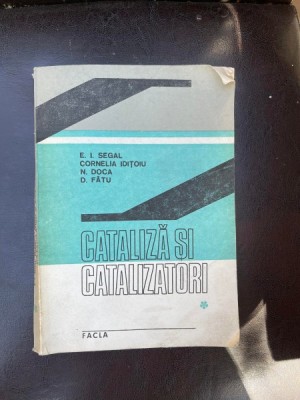 E. I. SEGAL
CORNELIA IDIȚOIU
N. DOCA
D. FĂTU
CATALIZĂ ȘI
CATALIZATORI
*
FACLA